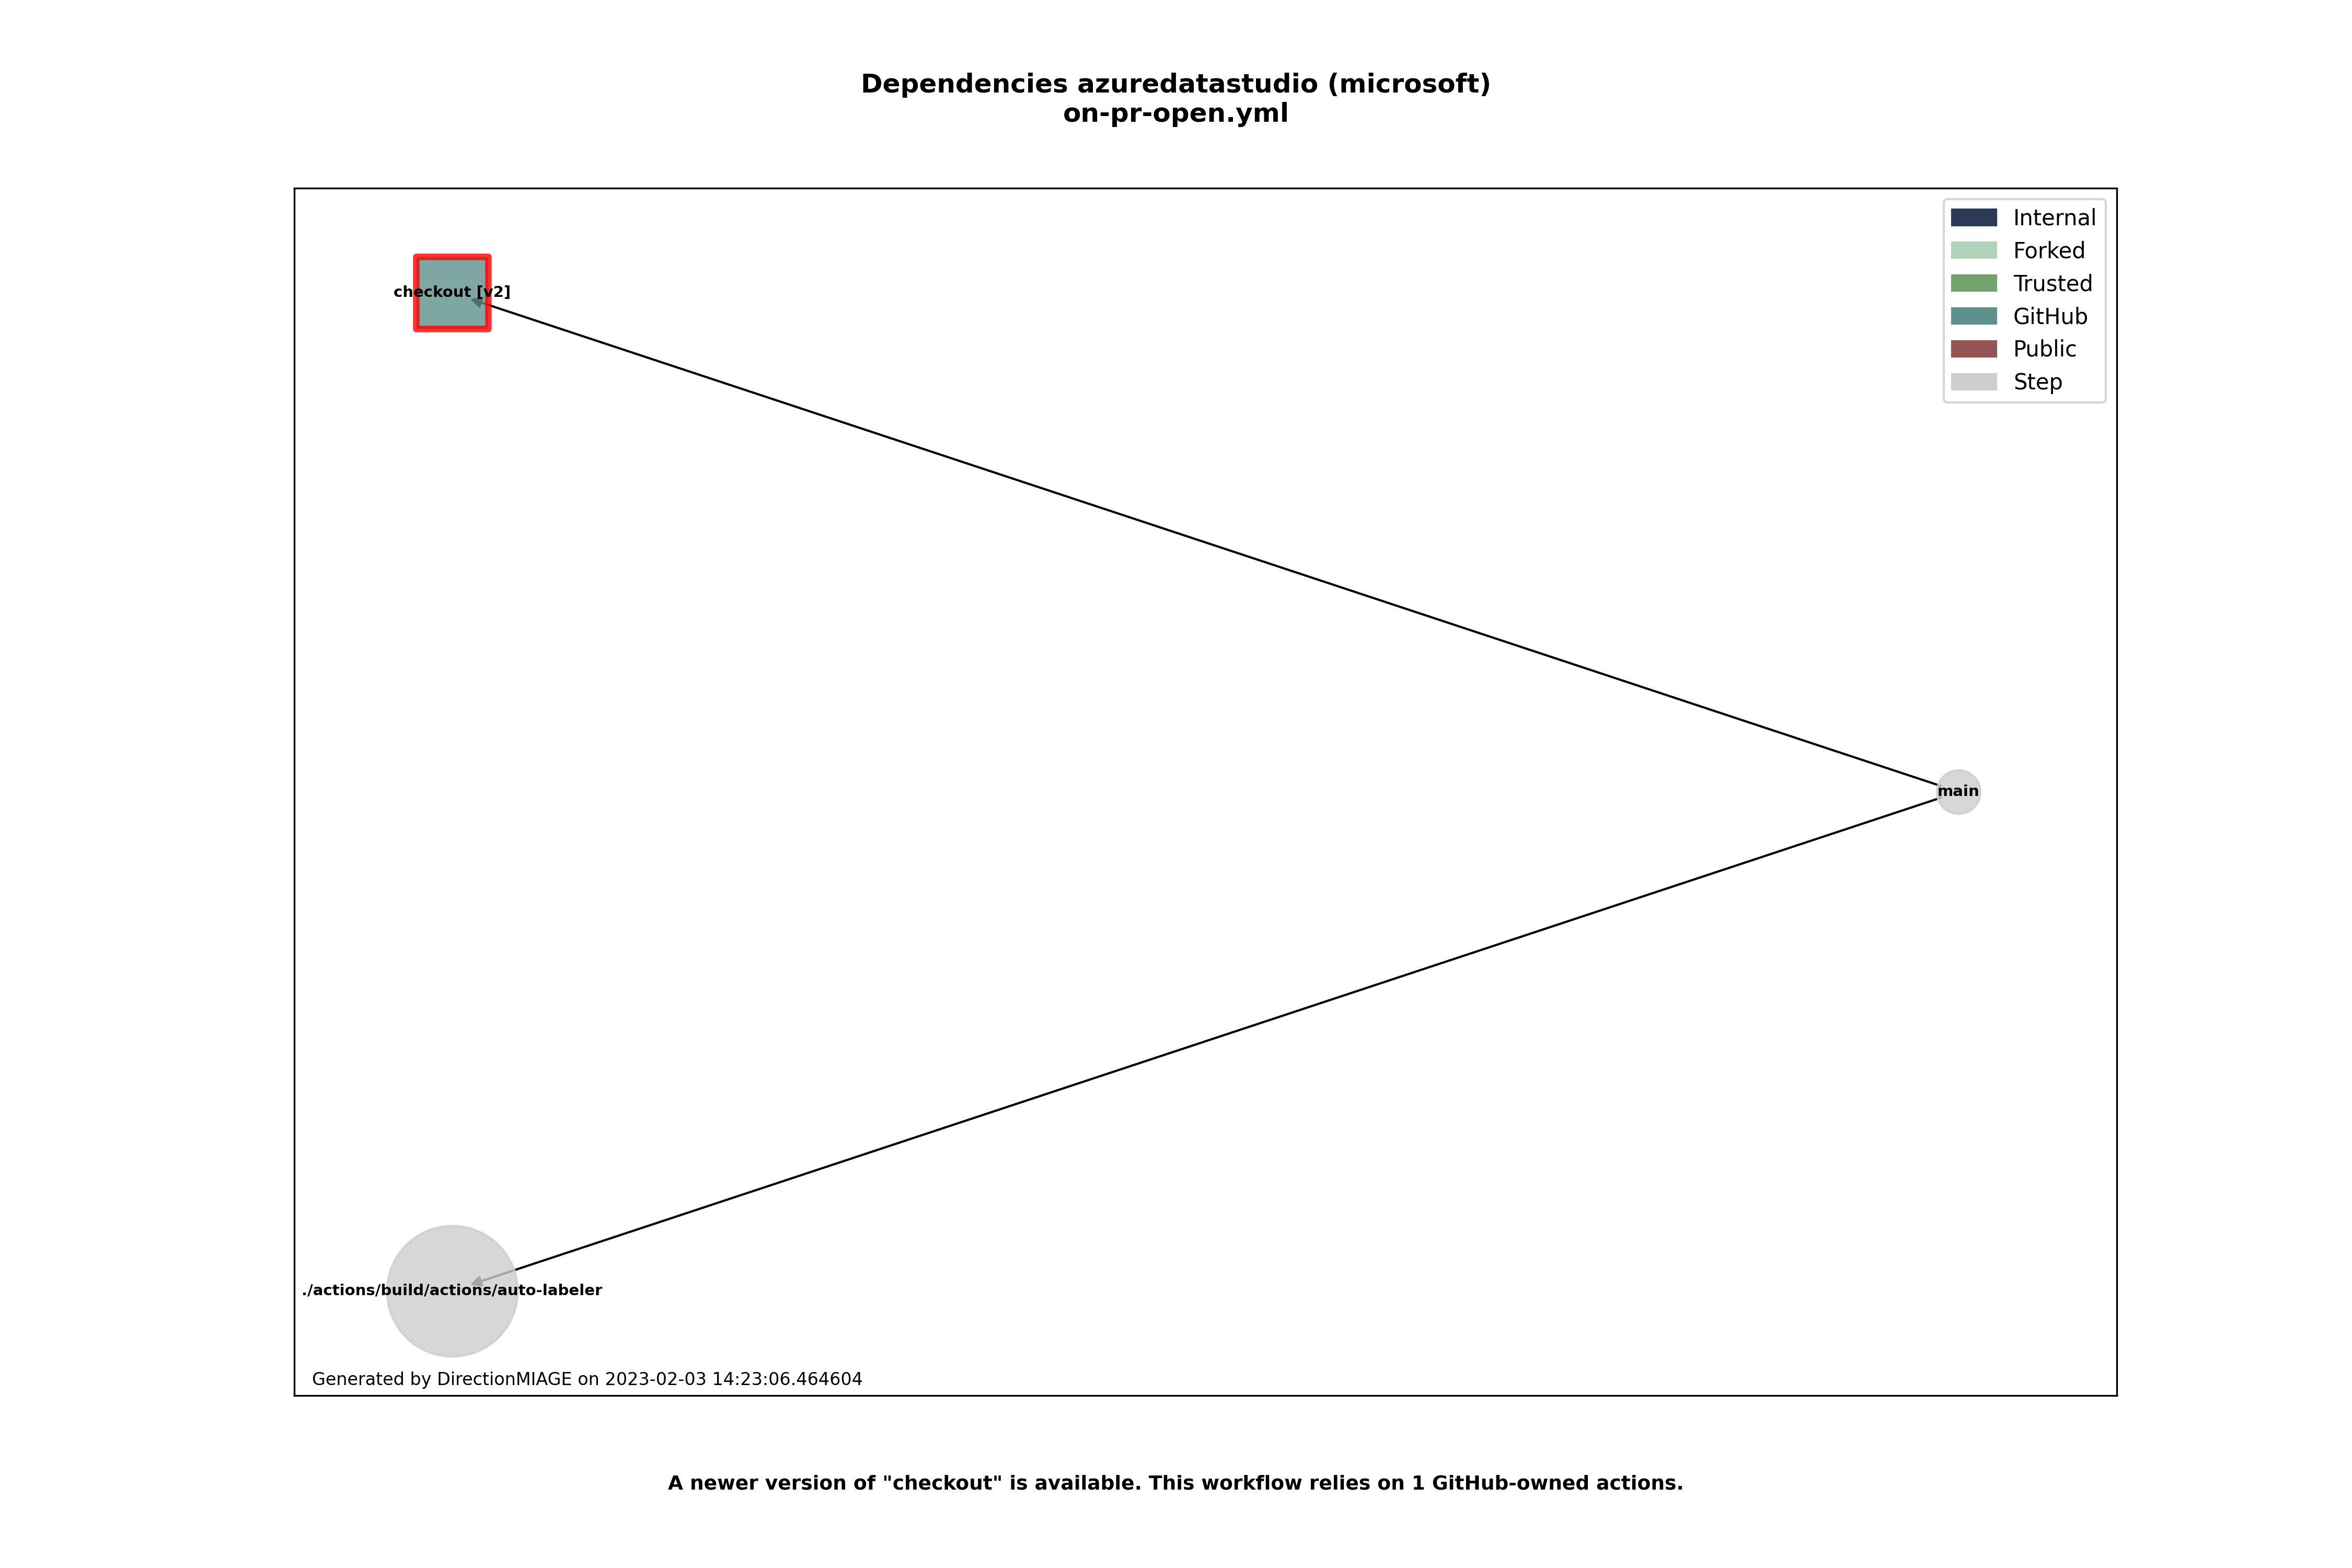 Dependencies azuredatastudio (microsoft)
on-pr-open.yml
Internal
Forked
Trusted
GitHub
Public
Step
checkout [v2]
main
./actions/build/actions/auto-labeler
Generated by DirectionMIAGE on 2023-02-03 14:23:06.464604
A newer version of "checkout" is available. This workflow relies on 1 GitHub-owned actions.